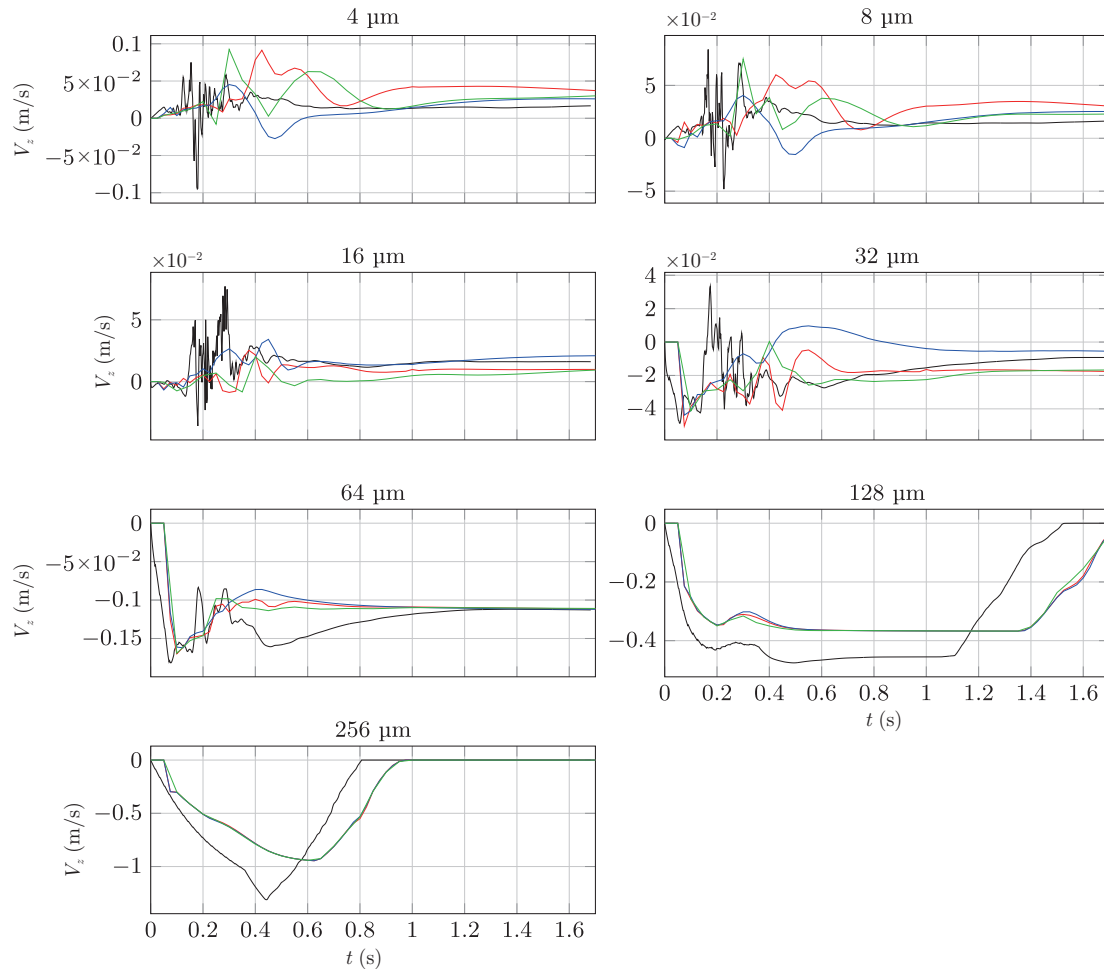 4 μm
0.1
5×10⁻²
0
−5×10⁻²
−0.1
V_z (m/s)
8 μm
×10⁻²
5
0
−5
16 μm
×10⁻²
5
0
V_z (m/s)
32 μm
×10⁻²
4
2
0
−2
−4
64 μm
0
−5×10⁻²
−0.1
−0.15
V_z (m/s)
128 μm
0
−0.2
−0.4
0 0.2 0.4 0.6 0.8 1 1.2 1.4 1.6
t (s)
256 μm
0
−0.5
−1
V_z (m/s)
0 0.2 0.4 0.6 0.8 1 1.2 1.4 1.6
t (s)